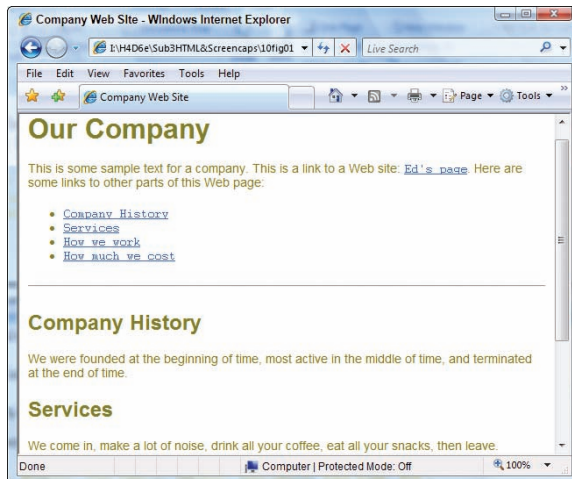 Company Web Site - Windows Internet Explorer
I:\H4D6e\Sub3HTML&Screencaps\10fig01
Live Search
File Edit View Favorites Tools Help
Company Web Site
Page Tools »
Our Company
This is some sample text for a company. This is a link to a Web site: Ed's page. Here are
some links to other parts of this Web page:
• Company History
• Services
• How we work
• How much we cost
Company History
We were founded at the beginning of time, most active in the middle of time, and terminated
at the end of time.
Services
We come in, make a lot of noise, drink all your coffee, eat all your snacks, then leave.
Done
Computer | Protected Mode: Off
100%